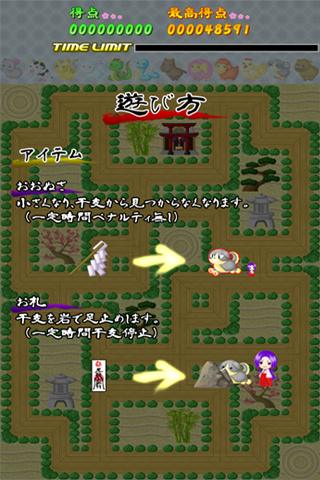 得点 最高得点
000000000 000048591
TIME LIMIT
遊び方
アイテム
おおぬさ
小さくなり、干支から見つからなくなります。
(一定時間ペナルティ無し)
お札
干支を岩で足止めします。
(一定時間干支停止)